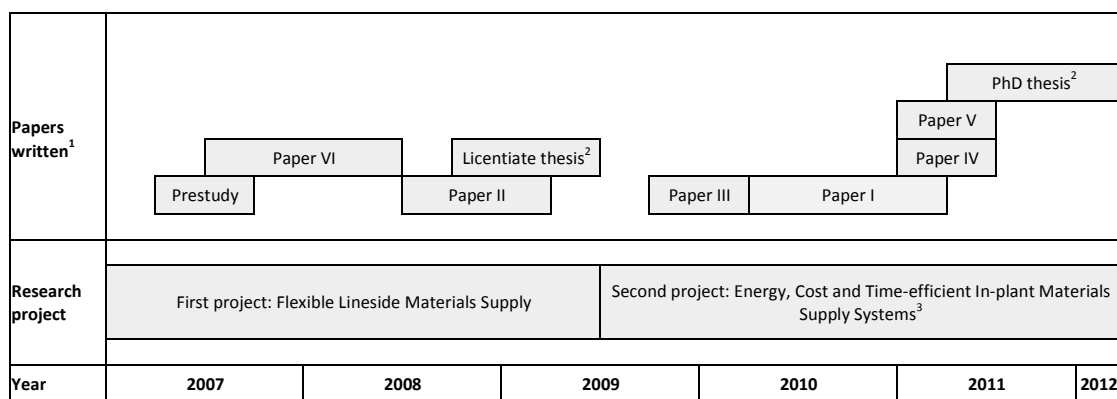 PhD thesis²
Paper V
Papers written¹
Paper VI
Licentiate thesis²
Paper IV
Prestudy
Paper II
Paper III
Paper I
Research project
First project: Flexible Lineside Materials Supply
Second project: Energy, Cost and Time-efficient In-plant Materials
Supply Systems³
Year
2007
2008
2009
2010
2011
2012